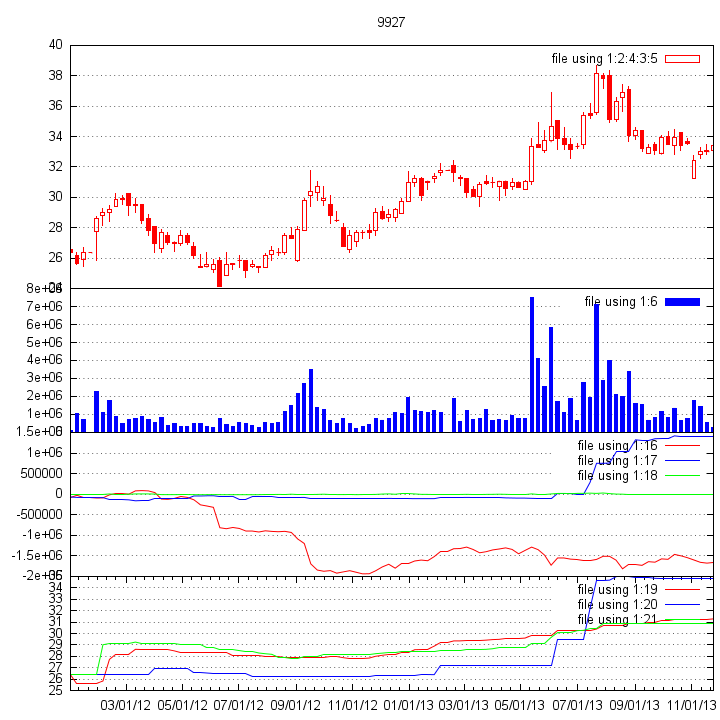 9927
40
file using 1:2:4:3:5
38
36
34
32
30
28
26
24
8e+06
file using 1:6
7e+06
6e+06
5e+06
4e+06
3e+06
2e+06
1e+06
0
1.5e+06
file using 1:16
1e+06
file using 1:17
500000
file using 1:18
0
-500000
-1e+06
-1.5e+06
-2e+06
35
34
file using 1:19
33
file using 1:20
32
file using 1:21
31
30
29
28
27
26
25
03/01/12 05/01/12 07/01/12 09/01/12 11/01/12 01/01/13 03/01/13 05/01/13 07/01/13 09/01/13 11/01/13